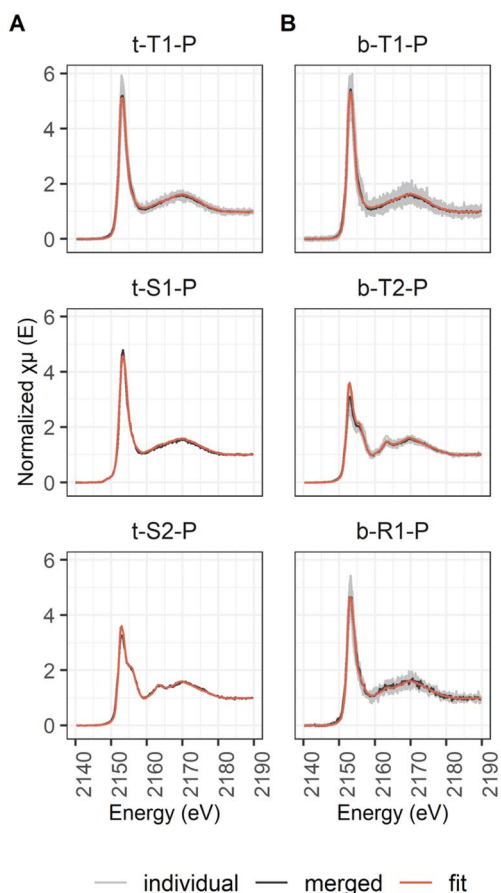 A
B
t-T1-P
b-T1-P
6
4
2
0
t-S1-P
b-T2-P
Normalized χμ (E)
6
4
2
0
t-S2-P
b-R1-P
6
4
2
0
2140 2150 2160 2170 2180 2190
2140 2150 2160 2170 2180 2190
Energy (eV)
Energy (eV)
individual merged fit